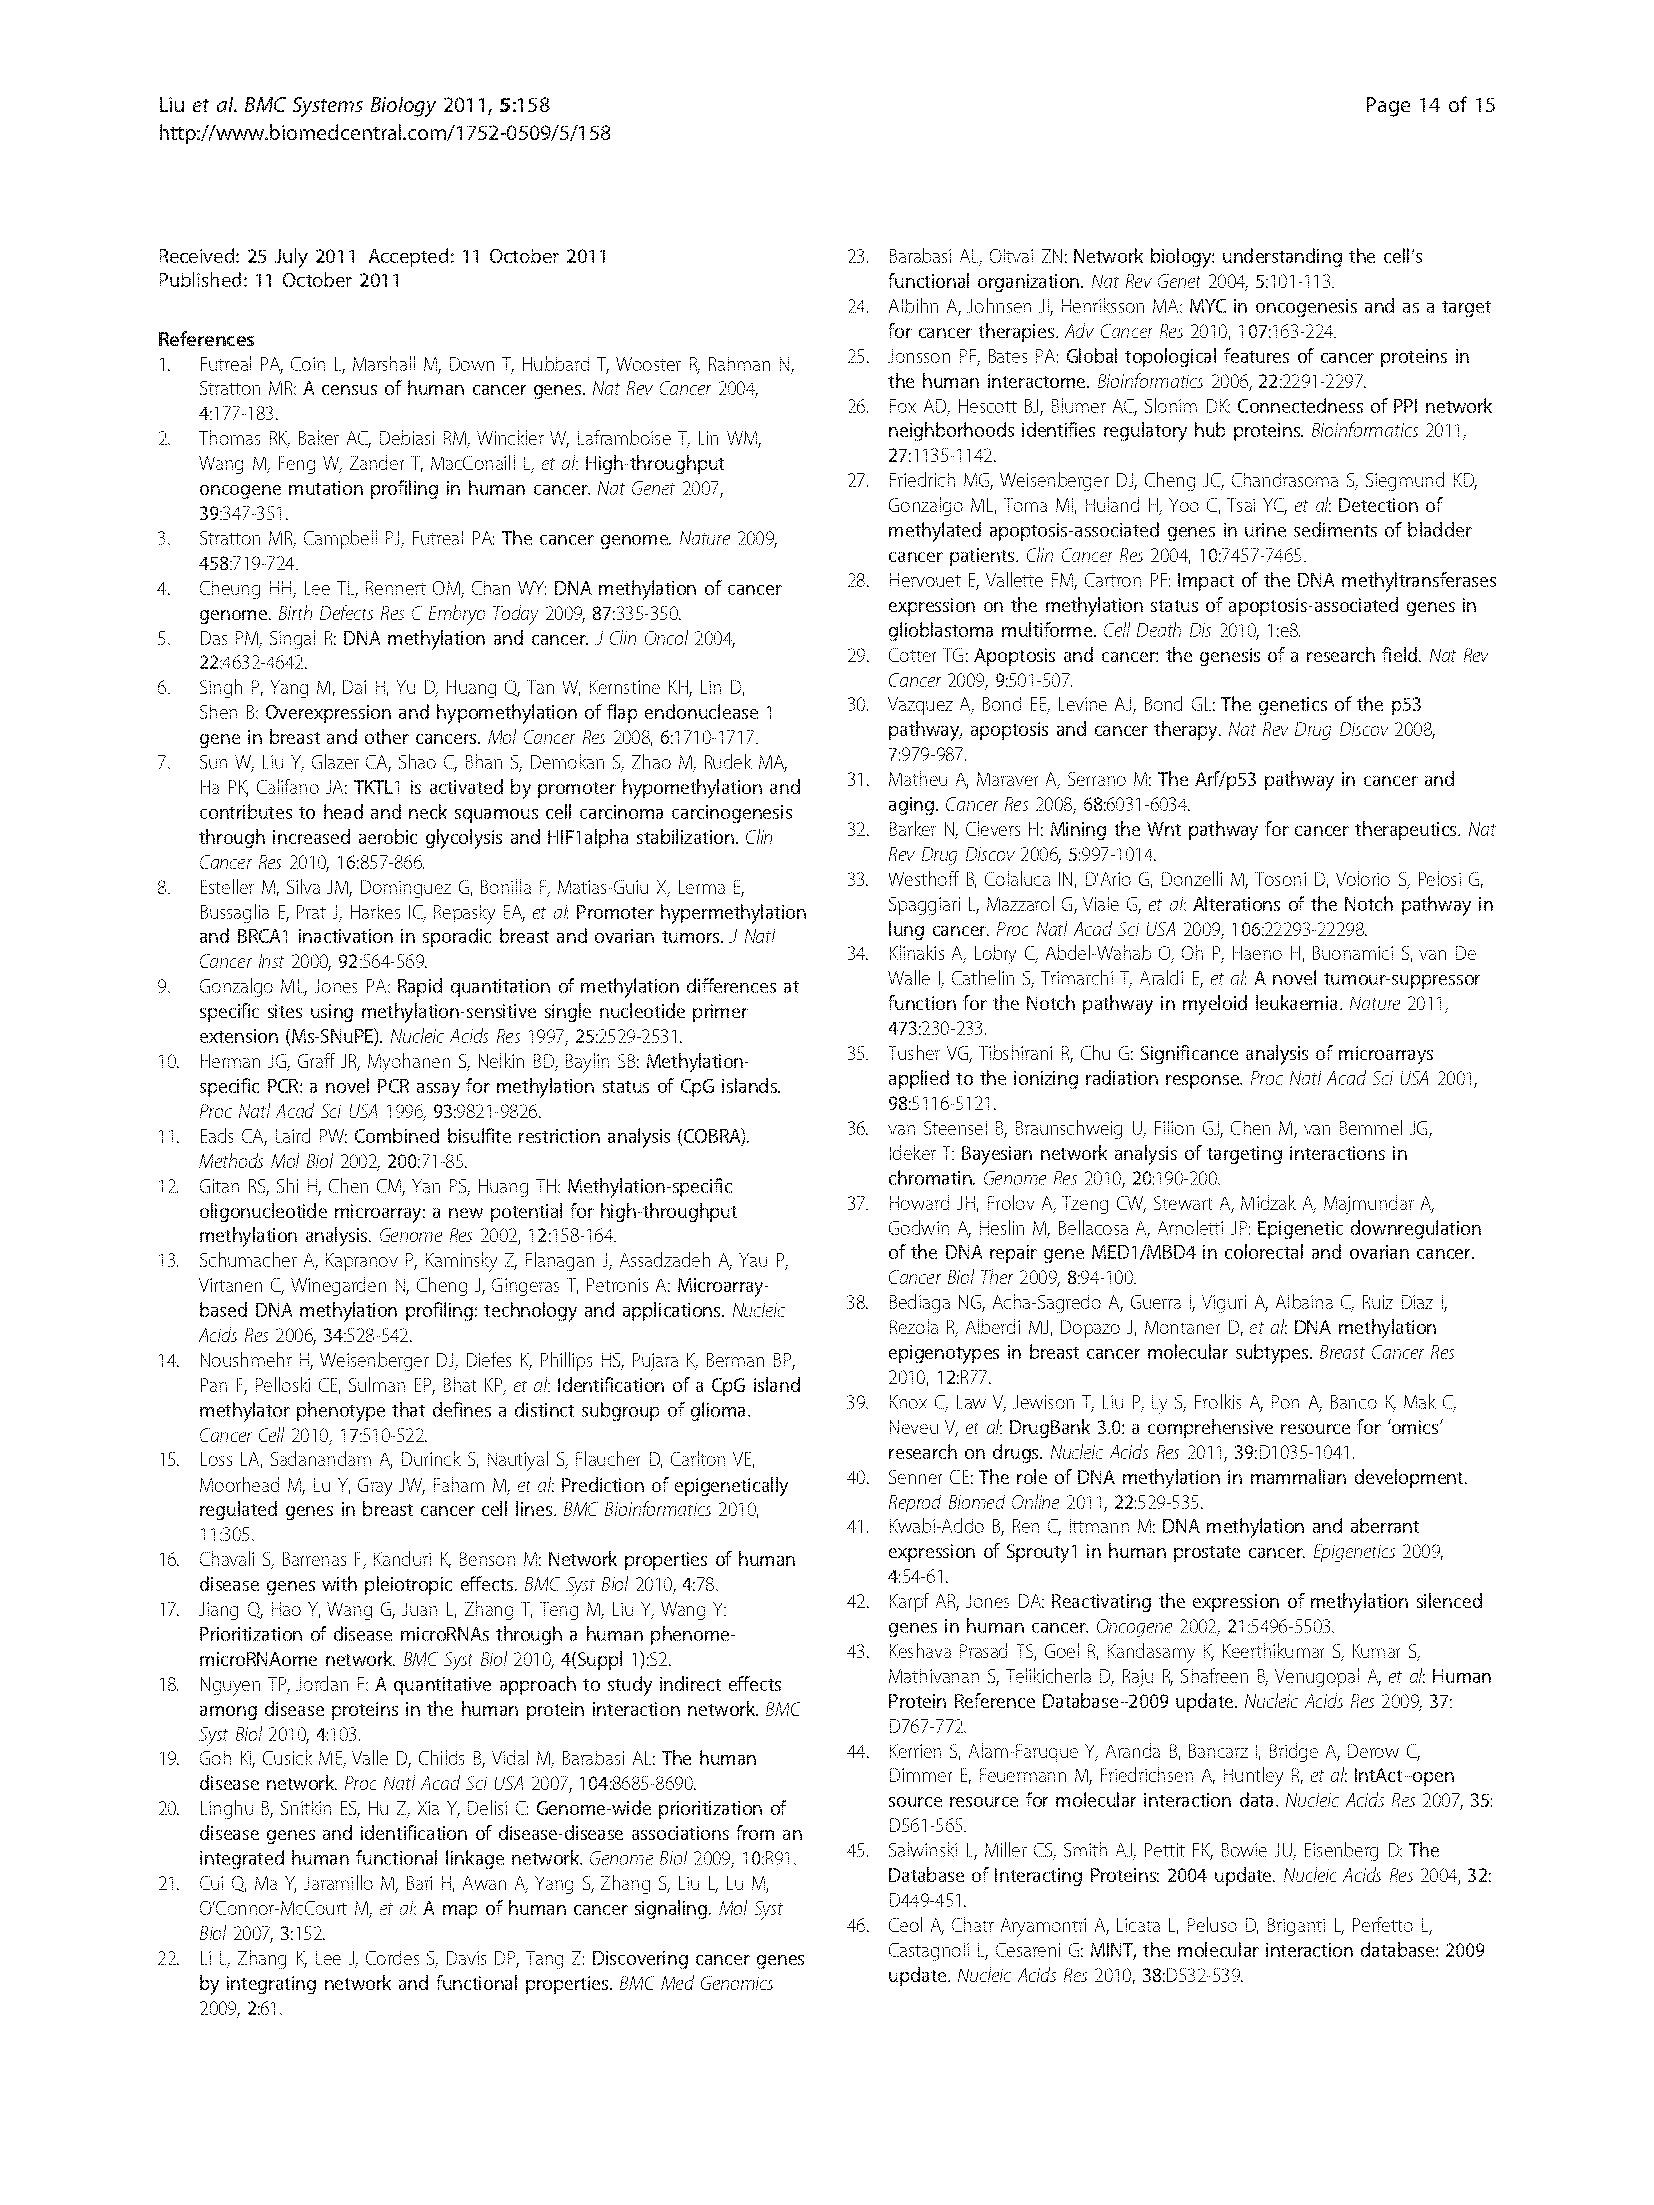 Liu et al. BMC Systems Biology 2011, 5:158
http://www.biomedcentral.com/1752-0509/5/158
Page 14 of 15
Received: 25 July 2011 Accepted: 11 October 2011
Published: 11 October 2011
References
1. Futreal PA, Coin L, Marshall M, Down T, Hubbard T, Wooster R, Rahman N,
Stratton MR: A census of human cancer genes. Nat Rev Cancer 2004,
4:177-183.
2. Thomas RK, Baker AC, Debiasi RM, Winckler W, Laframboise T, Lin WM,
Wang M, Feng W, Zander T, MacConaill L, et al: High-throughput
oncogene mutation profiling in human cancer. Nat Genet 2007,
39:347-351.
3. Stratton MR, Campbell PJ, Futreal PA: The cancer genome. Nature 2009,
458:719-724.
4. Cheung HH, Lee TL, Rennert OM, Chan WY: DNA methylation of cancer
genome. Birth Defects Res C Embryo Today 2009, 87:335-350.
5. Das PM, Singal R: DNA methylation and cancer. J Clin Oncol 2004,
22:4632-4642.
6. Singh P, Yang M, Dai H, Yu D, Huang Q, Tan W, Kernstine KH, Lin D,
Shen B: Overexpression and hypomethylation of flap endonuclease 1
gene in breast and other cancers. Mol Cancer Res 2008, 6:1710-1717.
7. Sun W, Liu Y, Glazer CA, Shao C, Bhan S, Demokan S, Zhao M, Rudek MA,
Ha PK, Califano JA: TKTL1 is activated by promoter hypomethylation and
contributes to head and neck squamous cell carcinoma carcinogenesis
through increased aerobic glycolysis and HIF1alpha stabilization. Clin
Cancer Res 2010, 16:857-866.
8. Esteller M, Silva JM, Dominguez G, Bonilla F, Matias-Guiu X, Lerma E,
Bussaglia E, Prat J, Harkes IC, Repasky EA, et al: Promoter hypermethylation
and BRCA1 inactivation in sporadic breast and ovarian tumors. J Natl
Cancer Inst 2000, 92:564-569.
9. Gonzalgo ML, Jones PA: Rapid quantitation of methylation differences at
specific sites using methylation-sensitive single nucleotide primer
extension (Ms-SNuPE). Nucleic Acids Res 1997, 25:2529-2531.
10. Herman JG, Graff JR, Myohanen S, Nelkin BD, Baylin SB: Methylation-
specific PCR: a novel PCR assay for methylation status of CpG islands.
Proc Natl Acad Sci USA 1996, 93:9821-9826.
11. Eads CA, Laird PW: Combined bisulfite restriction analysis (COBRA).
Methods Mol Biol 2002, 200:71-85.
12. Gitan RS, Shi H, Chen CM, Yan PS, Huang TH: Methylation-specific
oligonucleotide microarray: a new potential for high-throughput
methylation analysis. Genome Res 2002, 12:158-164.
13. Schumacher A, Kapranov P, Kaminsky Z, Flanagan J, Assadzadeh A, Yau P,
Virtanen C, Winegarden N, Cheng J, Gingeras T, Petronis A: Microarray-
based DNA methylation profiling: technology and applications. Nucleic
Acids Res 2006, 34:528-542.
14. Noushmehr H, Weisenberger DJ, Diefes K, Phillips HS, Pujara K, Berman BP,
Pan F, Pelloski CE, Sulman EP, Bhat KP, et al: Identification of a CpG island
methylator phenotype that defines a distinct subgroup of glioma.
Cancer Cell 2010, 17:510-522.
15. Loss LA, Sadanandam A, Durinck S, Nautiyal S, Flaucher D, Carlton VE,
Moorhead M, Lu Y, Gray JW, Faham M, et al: Prediction of epigenetically
regulated genes in breast cancer cell lines. BMC Bioinformatics 2010,
11:305.
16. Chavali S, Barrenas F, Kanduri K, Benson M: Network properties of human
disease genes with pleiotropic effects. BMC Syst Biol 2010, 4:78.
17. Jiang Q, Hao Y, Wang G, Juan L, Zhang T, Teng M, Liu Y, Wang Y:
Prioritization of disease microRNAs through a human phenome-
microRNAome network. BMC Syst Biol 2010, 4(Suppl 1):S2.
18. Nguyen TP, Jordan F: A quantitative approach to study indirect effects
among disease proteins in the human protein interaction network. BMC
Syst Biol 2010, 4:103.
19. Goh KI, Cusick ME, Valle D, Childs B, Vidal M, Barabasi AL: The human
disease network. Proc Natl Acad Sci USA 2007, 104:8685-8690.
20. Linghu B, Snitkin ES, Hu Z, Xia Y, Delisi C: Genome-wide prioritization of
disease genes and identification of disease-disease associations from an
integrated human functional linkage network. Genome Biol 2009, 10:R91.
21. Cui Q, Ma Y, Jaramillo M, Bari H, Awan A, Yang S, Zhang S, Liu L, Lu M,
O'Connor-McCourt M, et al: A map of human cancer signaling. Mol Syst
Biol 2007, 3:152.
22. Li L, Zhang K, Lee J, Cordes S, Davis DP, Tang Z: Discovering cancer genes
by integrating network and functional properties. BMC Med Genomics
2009, 2:61.
23. Barabasi AL, Oltvai ZN: Network biology: understanding the cell's
functional organization. Nat Rev Genet 2004, 5:101-113.
24. Albihn A, Johnsen JI, Henriksson MA: MYC in oncogenesis and as a target
for cancer therapies. Adv Cancer Res 2010, 107:163-224.
25. Jonsson PF, Bates PA: Global topological features of cancer proteins in
the human interactome. Bioinformatics 2006, 22:2291-2297.
26. Fox AD, Hescott BJ, Blumer AC, Slonim DK: Connectedness of PPI network
neighborhoods identifies regulatory hub proteins. Bioinformatics 2011,
27:1135-1142.
27. Friedrich MG, Weisenberger DJ, Cheng JC, Chandrasoma S, Siegmund KD,
Gonzalgo ML, Toma MI, Huland H, Yoo C, Tsai YC, et al: Detection of
methylated apoptosis-associated genes in urine sediments of bladder
cancer patients. Clin Cancer Res 2004, 10:7457-7465.
28. Hervouet E, Vallette FM, Cartron PF: Impact of the DNA methyltransferases
expression on the methylation status of apoptosis-associated genes in
glioblastoma multiforme. Cell Death Dis 2010, 1:e8.
29. Cotter TG: Apoptosis and cancer: the genesis of a research field. Nat Rev
Cancer 2009, 9:501-507.
30. Vazquez A, Bond EE, Levine AJ, Bond GL: The genetics of the p53
pathway, apoptosis and cancer therapy. Nat Rev Drug Discov 2008,
7:979-987.
31. Matheu A, Maraver A, Serrano M: The Arf/p53 pathway in cancer and
aging. Cancer Res 2008, 68:6031-6034.
32. Barker N, Clevers H: Mining the Wnt pathway for cancer therapeutics. Nat
Rev Drug Discov 2006, 5:997-1014.
33. Westhoff B, Colaluca IN, D'Ario G, Donzelli M, Tosoni D, Volorio S, Pelosi G,
Spaggiari L, Mazzarol G, Viale G, et al: Alterations of the Notch pathway in
lung cancer. Proc Natl Acad Sci USA 2009, 106:22293-22298.
34. Klinakis A, Lobry C, Abdel-Wahab O, Oh P, Haeno H, Buonamici S, van De
Walle I, Cathelin S, Trimarchi T, Araldi E, et al: A novel tumour-suppressor
function for the Notch pathway in myeloid leukaemia. Nature 2011,
473:230-233.
35. Tusher VG, Tibshirani R, Chu G: Significance analysis of microarrays
applied to the ionizing radiation response. Proc Natl Acad Sci USA 2001,
98:5116-5121.
36. van Steensel B, Braunschweig U, Filion GJ, Chen M, van Bemmel JG,
Ideker T: Bayesian network analysis of targeting interactions in
chromatin. Genome Res 2010, 20:190-200.
37. Howard JH, Frolov A, Tzeng CW, Stewart A, Midzak A, Majmundar A,
Godwin A, Heslin M, Bellacosa A, Arnoletti JP: Epigenetic downregulation
of the DNA repair gene MED1/MBD4 in colorectal and ovarian cancer.
Cancer Biol Ther 2009, 8:94-100.
38. Bediaga NG, Acha-Sagredo A, Guerra I, Viguri A, Albaina C, Ruiz Diaz I,
Rezola R, Alberdi MJ, Dopazo J, Montaner D, et al: DNA methylation
epigenotypes in breast cancer molecular subtypes. Breast Cancer Res
2010, 12:R77.
39. Knox C, Law V, Jewison T, Liu P, Ly S, Frolkis A, Pon A, Banco K, Mak C,
Neveu V, et al: DrugBank 3.0: a comprehensive resource for 'omics'
research on drugs. Nucleic Acids Res 2011, 39:D1035-1041.
40. Senner CE: The role of DNA methylation in mammalian development.
Reprod Biomed Online 2011, 22:529-535.
41. Kwabi-Addo B, Ren C, Ittmann M: DNA methylation and aberrant
expression of Sprouty1 in human prostate cancer. Epigenetics 2009,
4:54-61.
42. Karpf AR, Jones DA: Reactivating the expression of methylation silenced
genes in human cancer. Oncogene 2002, 21:5496-5503.
43. Keshava Prasad TS, Goel R, Kandasamy K, Keerthikumar S, Kumar S,
Mathivanan S, Telikicherla D, Raju R, Shafreen B, Venugopal A, et al: Human
Protein Reference Database--2009 update. Nucleic Acids Res 2009, 37:
D767-772.
44. Kerrien S, Alam-Faruque Y, Aranda B, Bancarz I, Bridge A, Derow C,
Dimmer E, Feuermann M, Friedrichsen A, Huntley R, et al: IntAct--open
source resource for molecular interaction data. Nucleic Acids Res 2007, 35:
D561-565.
45. Salwinski L, Miller CS, Smith AJ, Pettit FK, Bowie JU, Eisenberg D: The
Database of Interacting Proteins: 2004 update. Nucleic Acids Res 2004, 32:
D449-451.
46. Ceol A, Chatr Aryamontri A, Licata L, Peluso D, Briganti L, Perfetto L,
Castagnoli L, Cesareni G: MINT, the molecular interaction database: 2009
update. Nucleic Acids Res 2010, 38:D532-539.